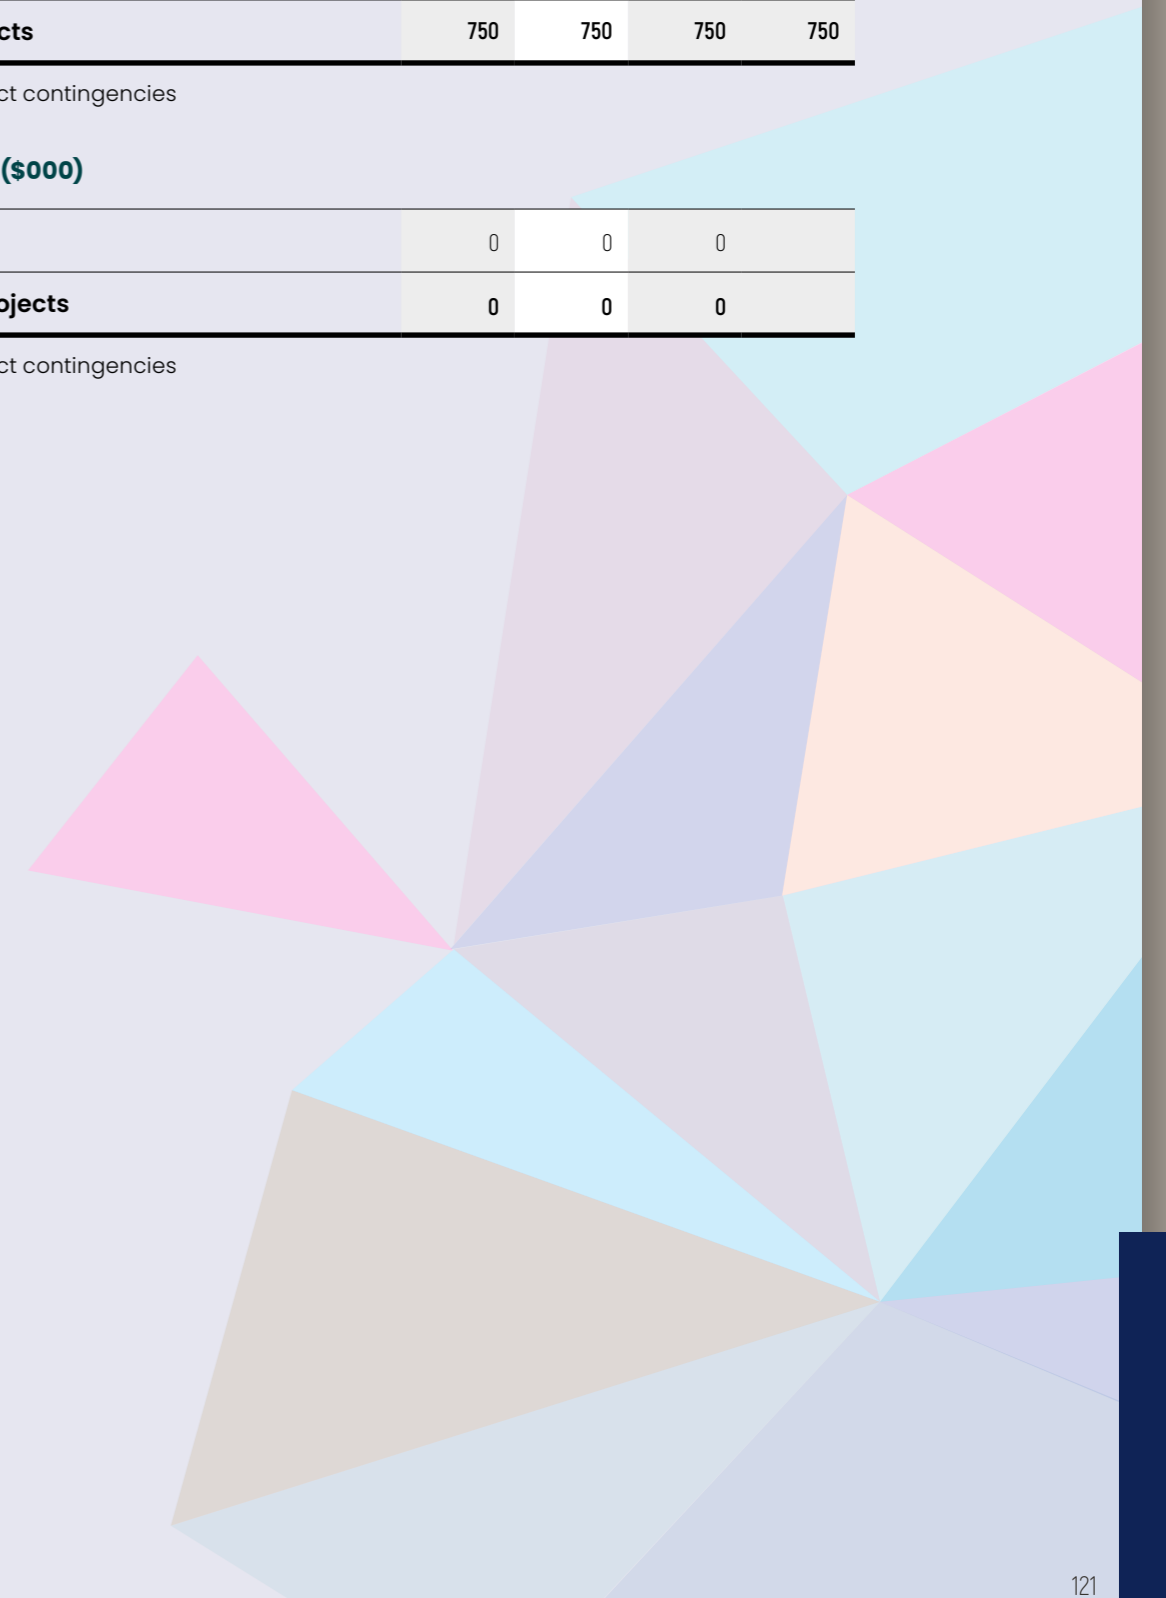 cts 750 750 750 750
ct contingencies
($000)
0 0 0
ojects 0 0 0
ct contingencies
121